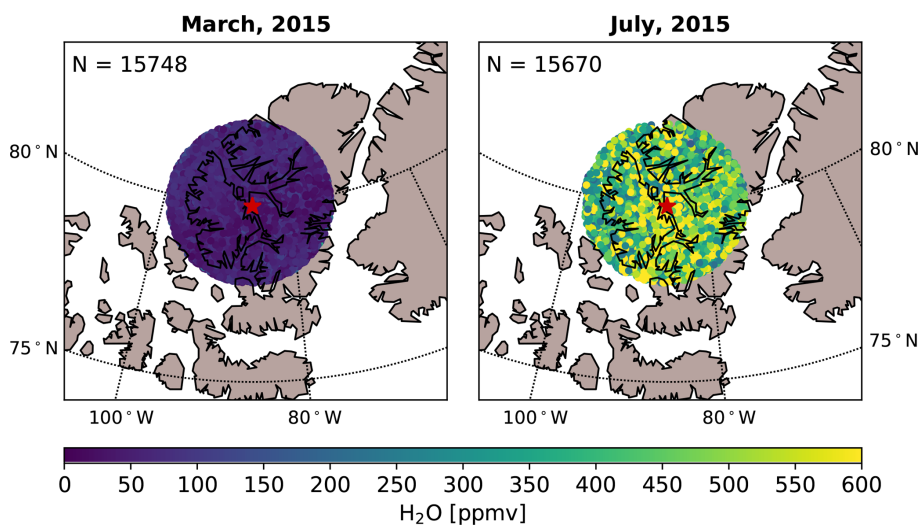 March, 2015
July, 2015
N = 15748
N = 15670
80°N
80°N
75°N
75°N
100°W
80°W
100°W
80°W
0 50 100 150 200 250 300 350 400 450 500 550 600
H₂O [ppmv]